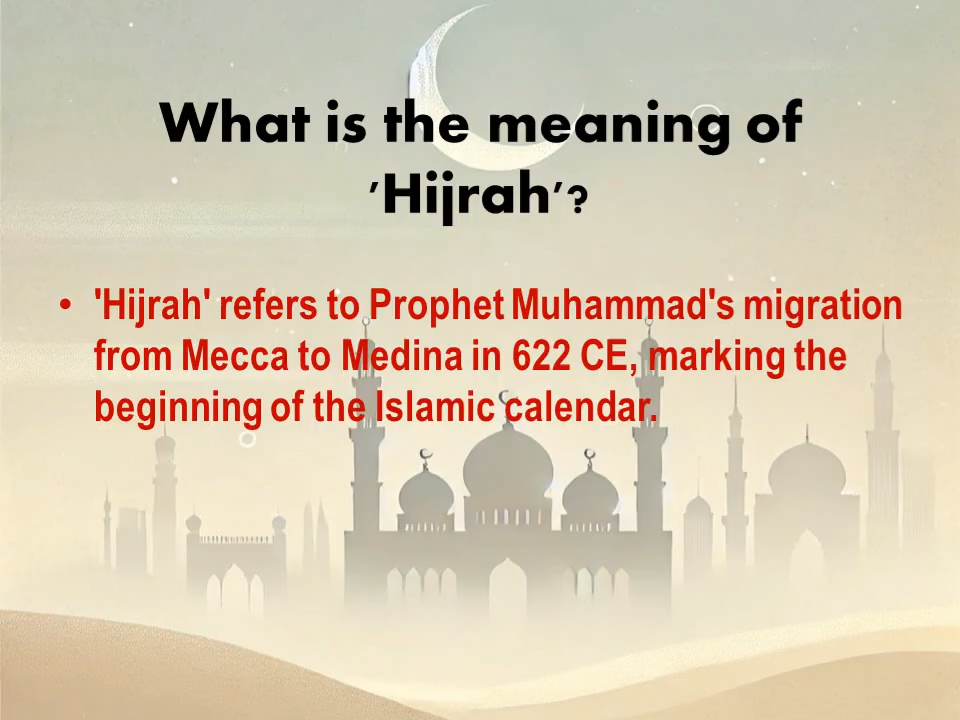 What is the meaning of
'Hijrah'?
• 'Hijrah' refers to Prophet Muhammad's migration
from Mecca to Medina in 622 CE, marking the
beginning of the Islamic calendar.